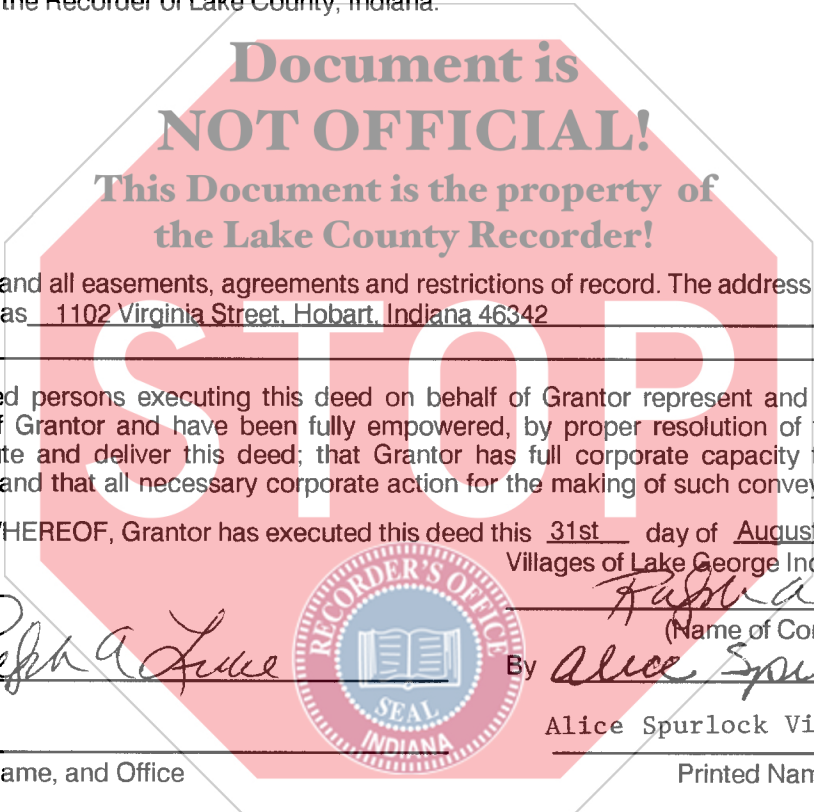 the Recorder of Lake County, Indiana.
Document is
NOT OFFICIAL!
This Document is the property of
the Lake County Recorder!
and all easements, agreements and restrictions of record. The address
as 1102 Virginia Street, Hobart, Indiana 46342
STOP
ed persons executing this deed on behalf of Grantor represent and
f Grantor and have been fully empowered, by proper resolution of
te and deliver this deed; that Grantor has full corporate capacity
and that all necessary corporate action for the making of such convey
HEREOF, Grantor has executed this deed this 31st day of August
Villages of Lake George Inc
Ralph A
(Name of Cor
RECORDER'S OFFICE
SEAL
INDIANA
By Alice Spu
Alice Spurlock Vi
ame, and Office
Printed Nam